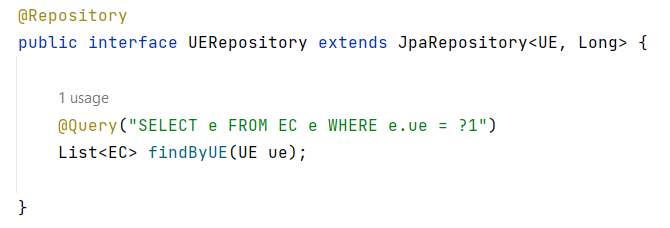 @Repository
public interface UERepository extends JpaRepository<UE, Long> {
1 usage
@Query("SELECT e FROM EC e WHERE e.ue = ?1")
List<EC> findByUE(UE ue);
}